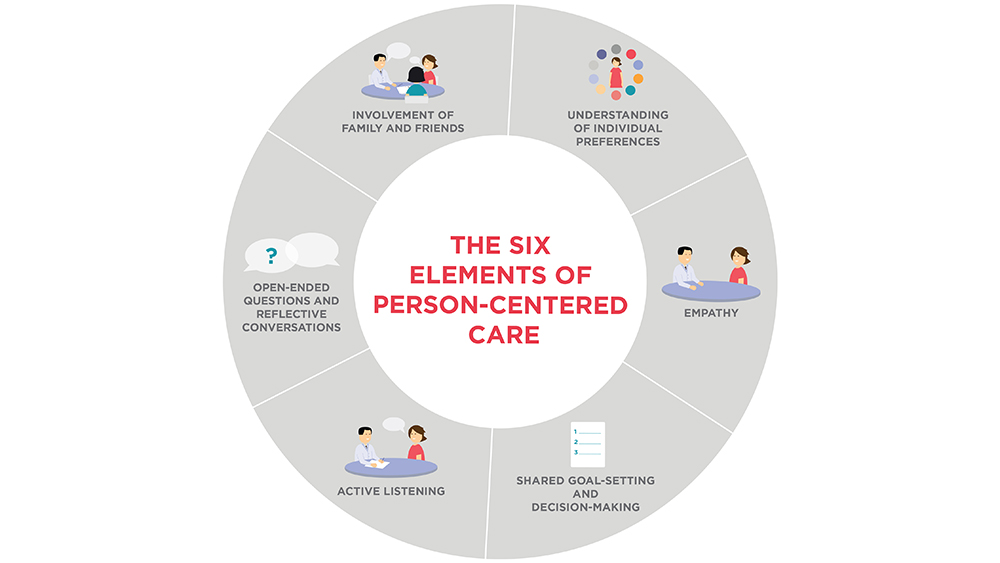 THE SIX
ELEMENTS OF
PERSON-CENTERED
CARE
UNDERSTANDING
OF INDIVIDUAL
PREFERENCES
EMPATHY
1
2
3
SHARED GOAL-SETTING
AND
DECISION-MAKING
ACTIVE LISTENING
?
OPEN-ENDED
QUESTIONS AND
REFLECTIVE
CONVERSATIONS
INVOLVEMENT OF
FAMILY AND FRIENDS